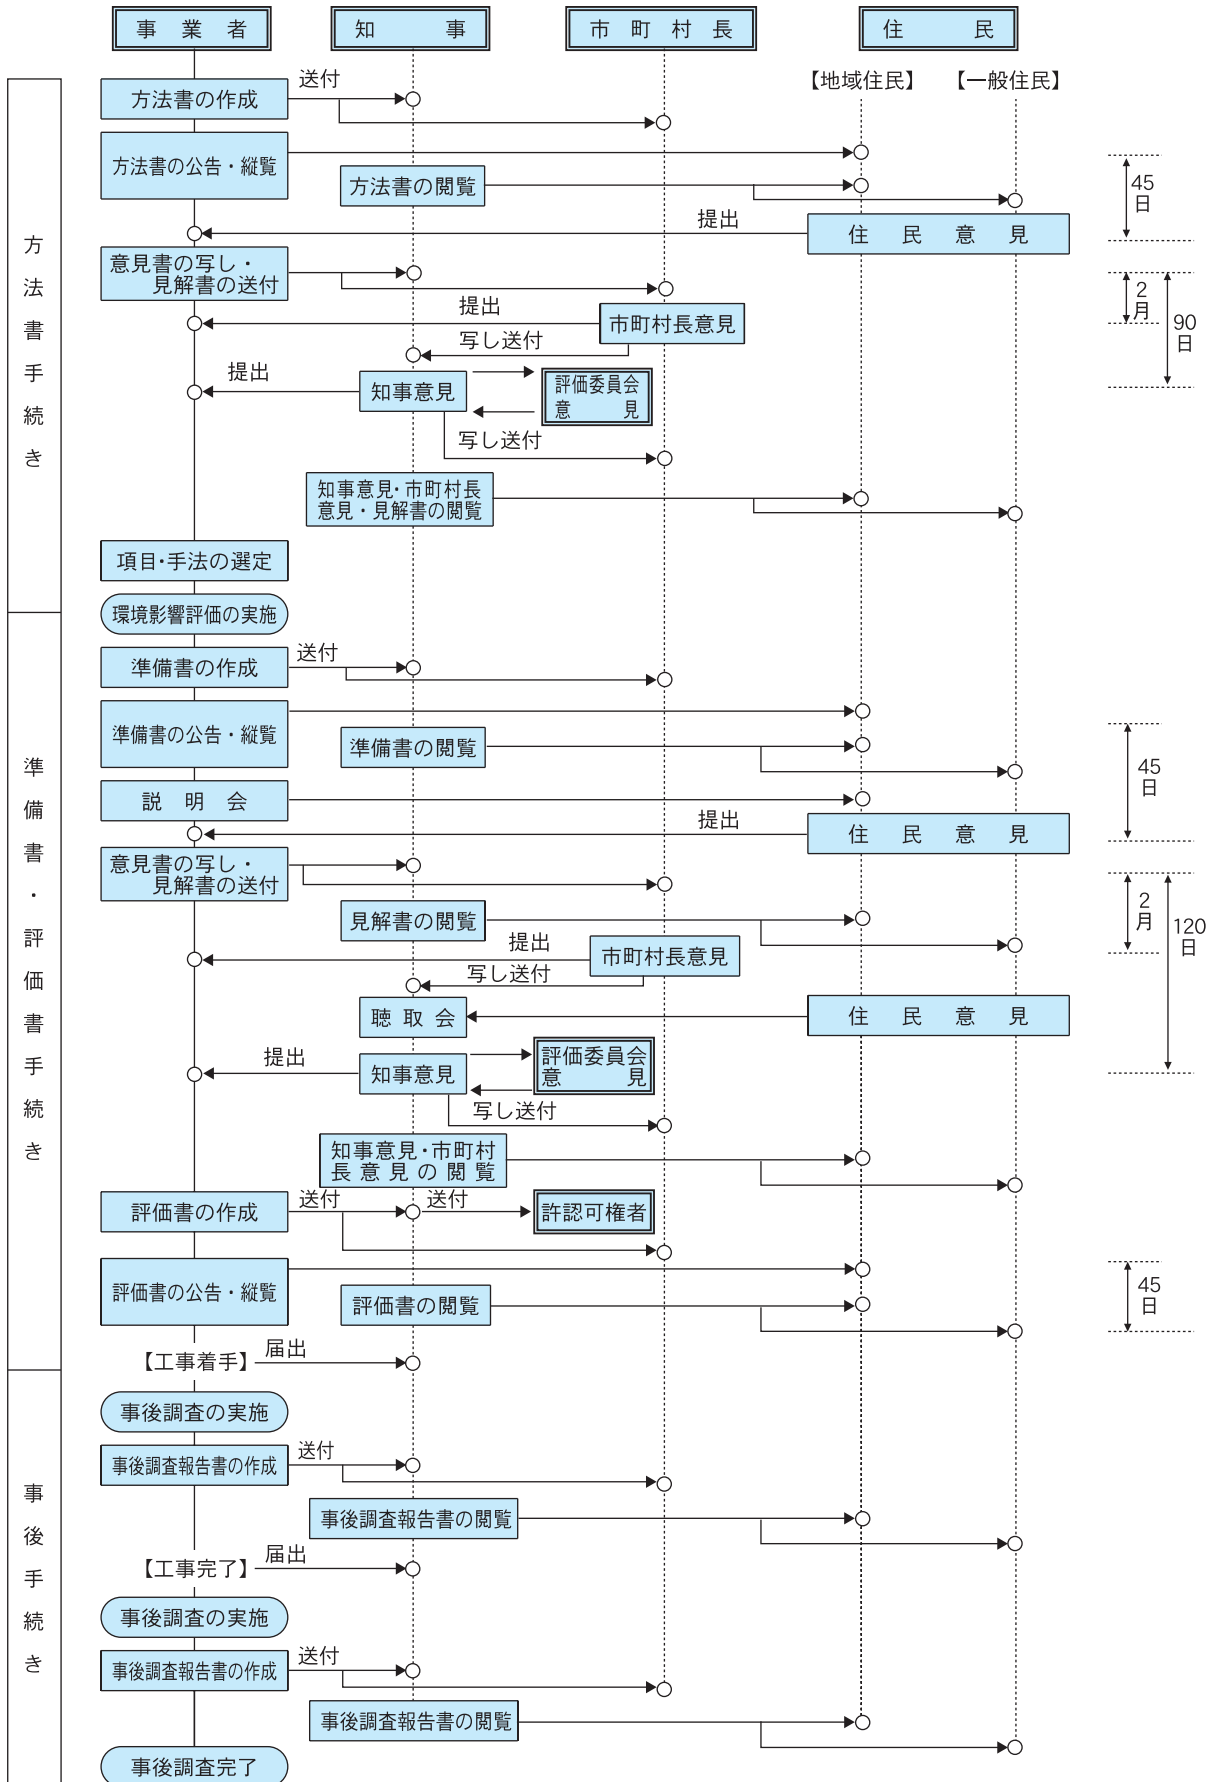 事業者
知事
市町村長
住民
【地域住民】
【一般住民】
方法書手続き
方法書の作成
送付
方法書の公告・縦覧
方法書の閲覧
45日
提出
住民意見
意見書の写し・
見解書の送付
2月
90日
提出
市町村長意見
写し送付
提出
知事意見
評価委員会
意見
写し送付
知事意見・市町村長
意見・見解書の閲覧
項目・手法の選定
環境影響評価の実施
準備書・評価書手続き
準備書の作成
送付
準備書の公告・縦覧
準備書の閲覧
45日
説明会
提出
住民意見
意見書の写し・
見解書の送付
2月
120日
見解書の閲覧
提出
市町村長意見
写し送付
聴取会
住民意見
提出
知事意見
評価委員会
意見
写し送付
知事意見・市町村
長意見の閲覧
評価書の作成
送付
送付
許認可権者
評価書の公告・縦覧
評価書の閲覧
45日
【工事着手】
届出
事後手続き
事後調査の実施
事後調査報告書の作成
送付
事後調査報告書の閲覧
【工事完了】
届出
事後調査の実施
事後調査報告書の作成
送付
事後調査報告書の閲覧
事後調査完了